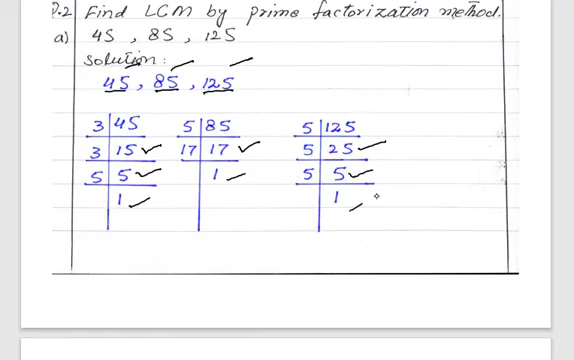 Q.2 Find LCM by prime factorization method.
a) 45 , 85 , 125
Solution :
45 , 85 , 125
3 45 5 85 5 125
3 15 17 17 5 25
5 5 1 5 5
1 1